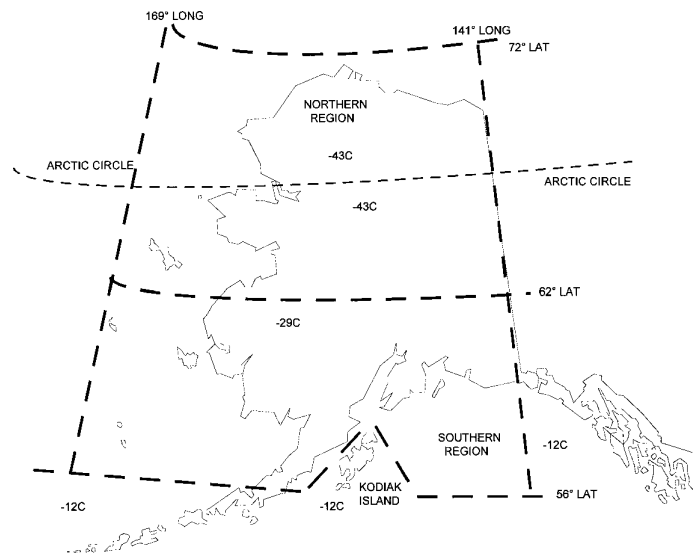 169° LONG
141° LONG
72° LAT
NORTHERN
REGION
-43C
ARCTIC CIRCLE
ARCTIC CIRCLE
-43C
62° LAT
-29C
SOUTHERN
REGION
-12C
KODIAK
ISLAND
56° LAT
-12C
-12C